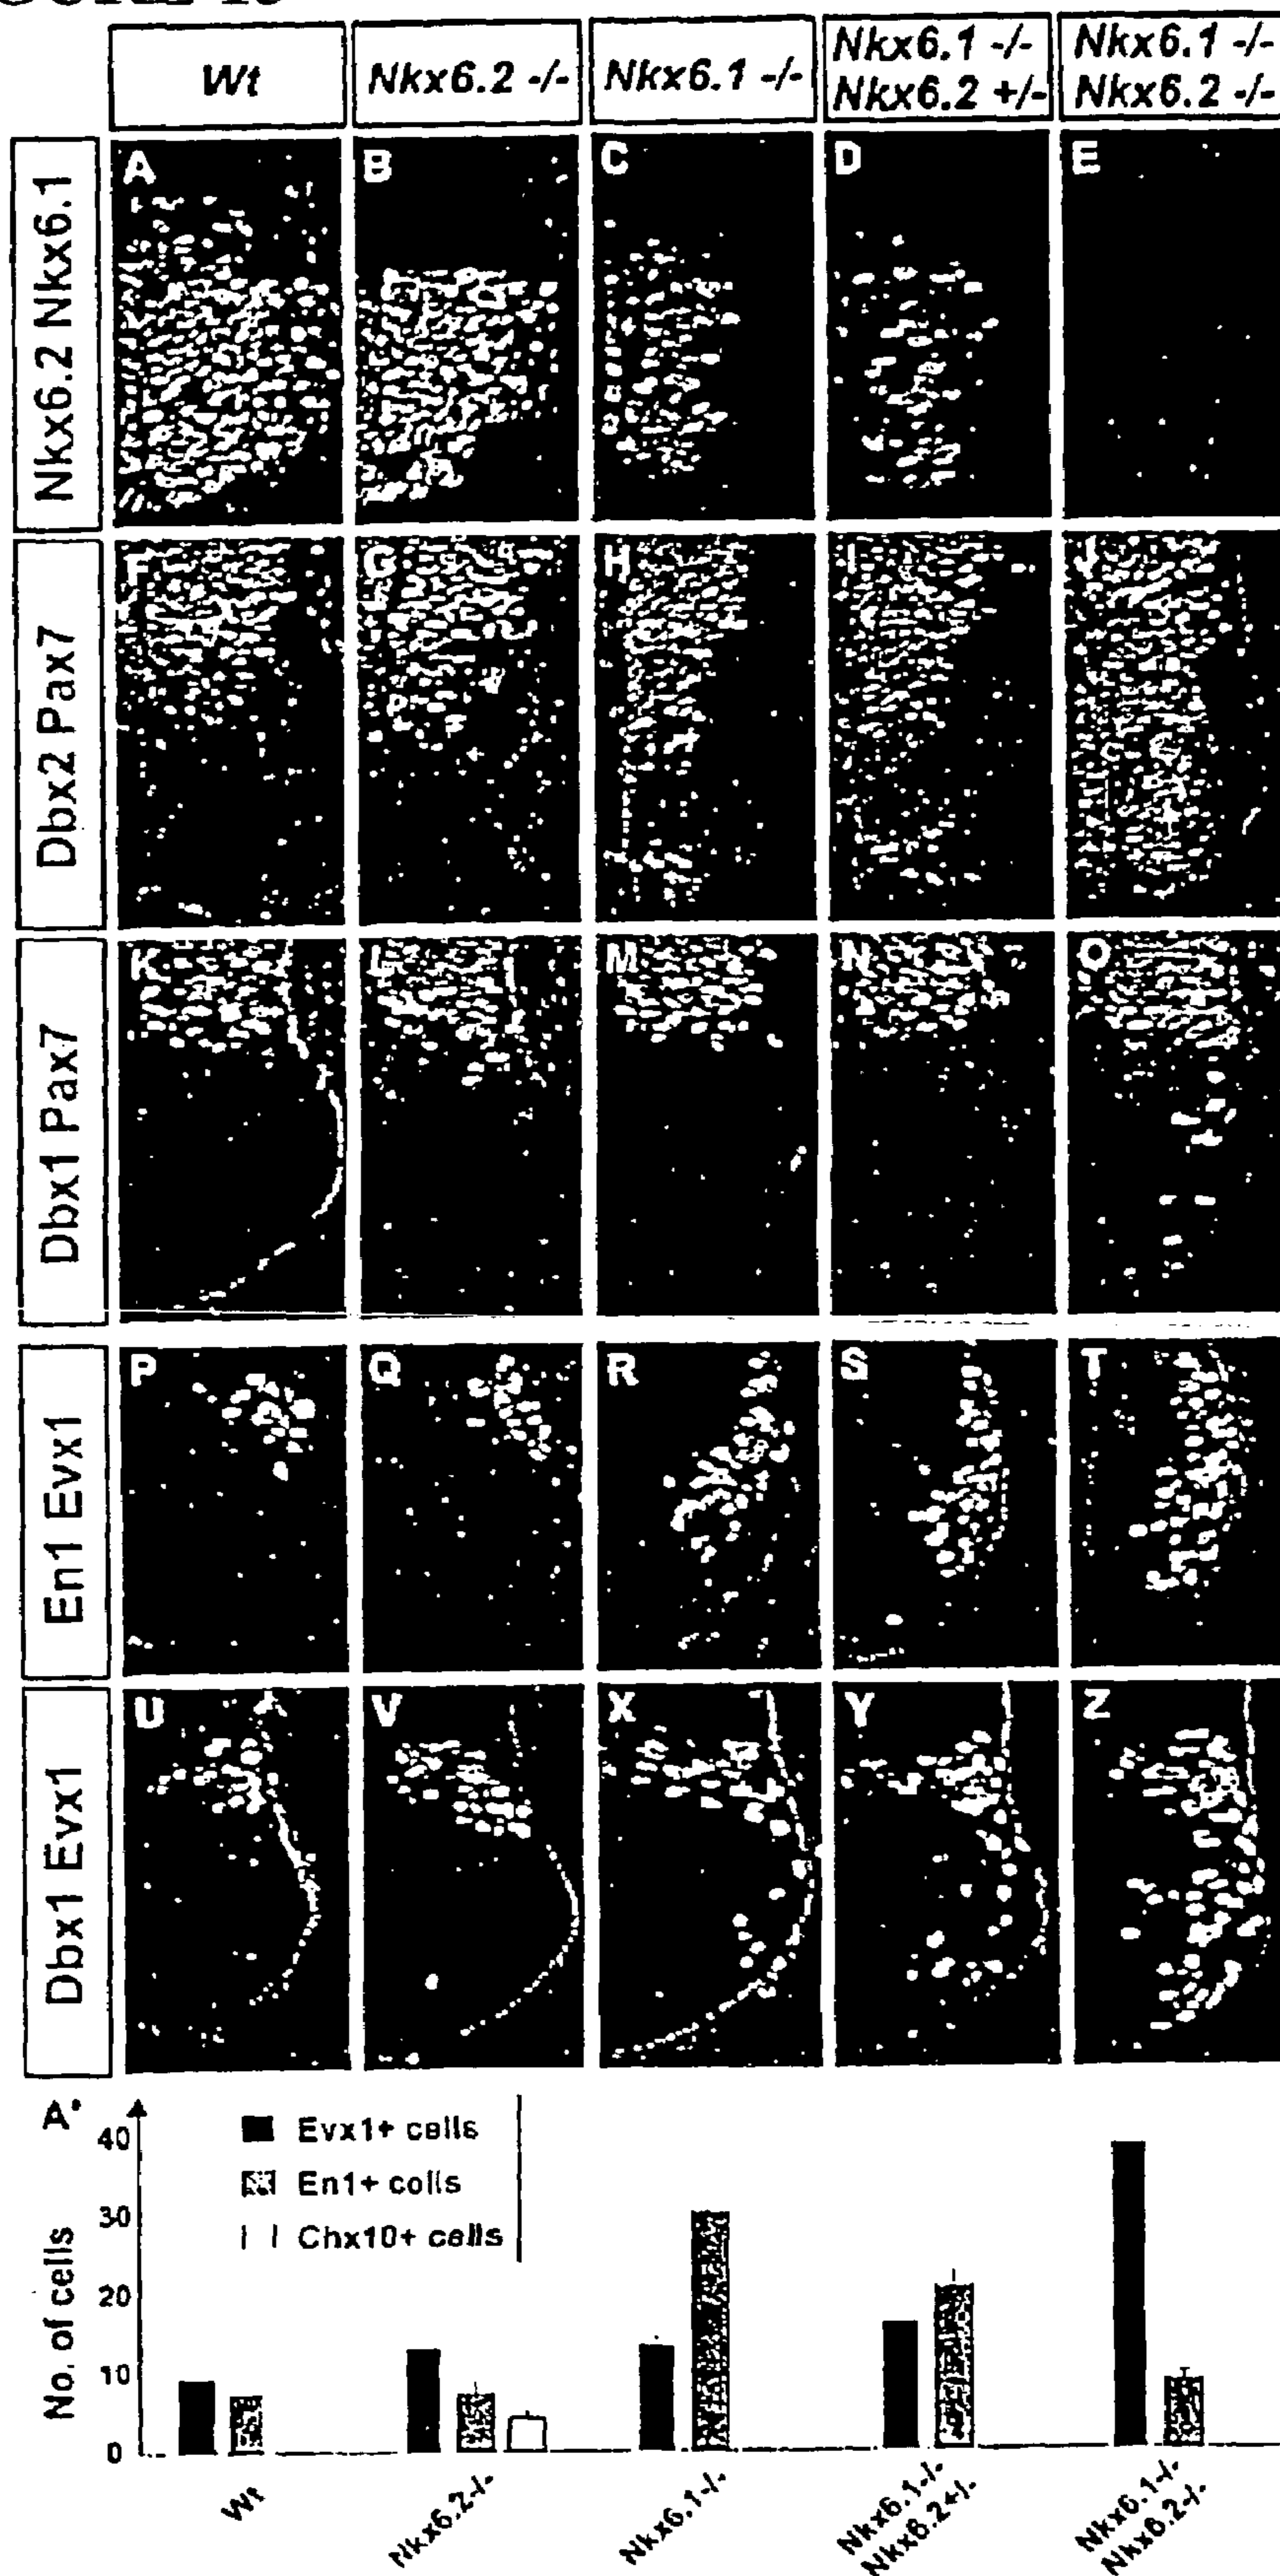 Wt
Nkx6.2 -/-
Nkx6.1 -/-
Nkx6.1 -/-
Nkx6.2 +/-
Nkx6.1 -/-
Nkx6.2 -/-
Nkx6.2 Nkx6.1
A
B
C
D
E
Dbx2 Pax7
F
G
H
I
J
Dbx1 Pax7
K
L
M
N
O
En1 Evx1
P
Q
R
S
T
Dbx1 Evx1
U
V
X
Y
Z
A'
No. of cells
40
30
20
10
0
Evx1+ cells
En1+ cells
Chx10+ cells
Wt
Nkx6.2-/-
Nkx6.1-/-
Nkx6.1-/-
Nkx6.2+/-
Nkx6.1-/-
Nkx6.2-/-